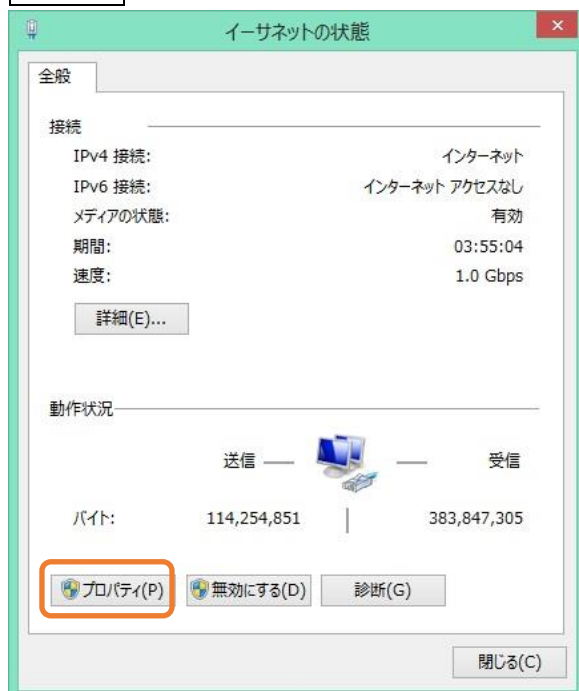 イーサネットの状態
全般
接続
IPv4 接続: インターネット
IPv6 接続: インターネット アクセスなし
メディアの状態: 有効
期間: 03:55:04
速度: 1.0 Gbps
詳細(E)...
動作状況
送信 受信
バイト: 114,254,851 383,847,305
プロパティ(P) 無効にする(D) 診断(G)
閉じる(C)